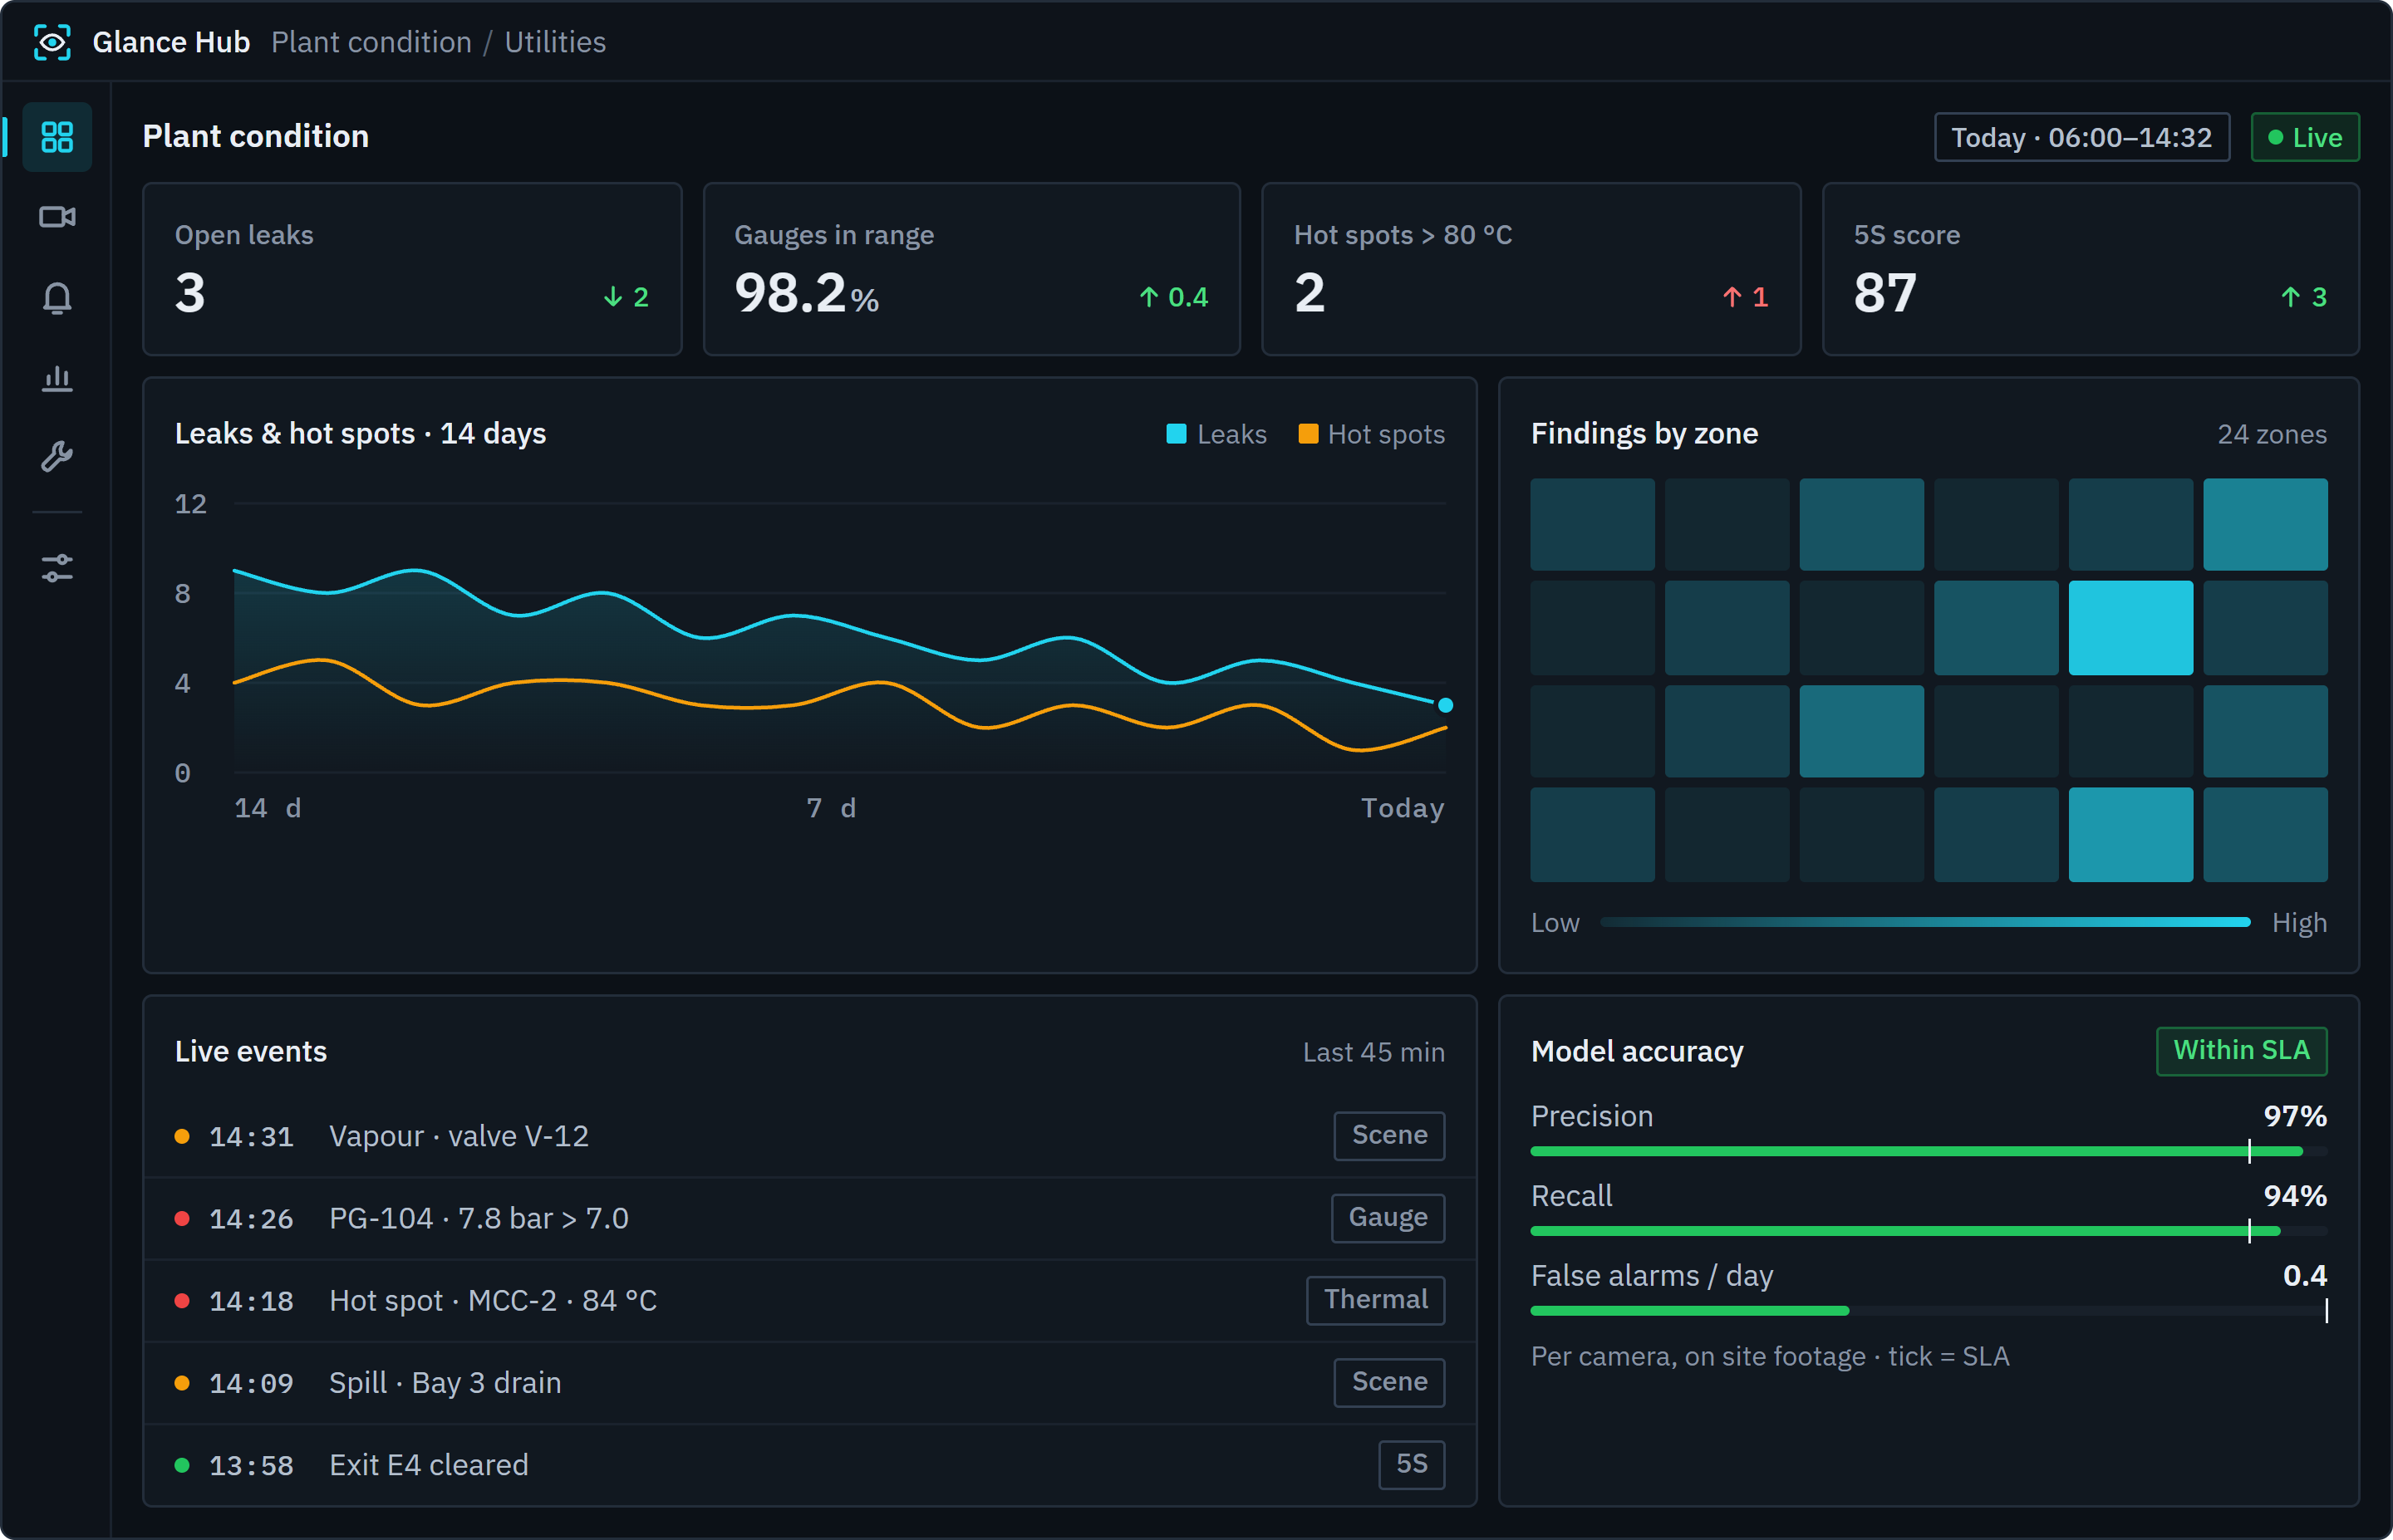 Glance Hub Plant condition / Utilities
Plant condition
Today · 06:00–14:32
Live
Open leaks
3
↓ 2
Gauges in range
98.2%
↑ 0.4
Hot spots > 80 °C
2
↑ 1
5S score
87
↑ 3
Leaks & hot spots · 14 days
Leaks
Hot spots
12
8
4
0
14 d
7 d
Today
Findings by zone
24 zones
Low
High
Live events
Last 45 min
14:31 Vapour · valve V-12 Scene
14:26 PG-104 · 7.8 bar > 7.0 Gauge
14:18 Hot spot · MCC-2 · 84 °C Thermal
14:09 Spill · Bay 3 drain Scene
13:58 Exit E4 cleared 5S
Model accuracy
Within SLA
Precision 97%
Recall 94%
False alarms / day 0.4
Per camera, on site footage · tick = SLA